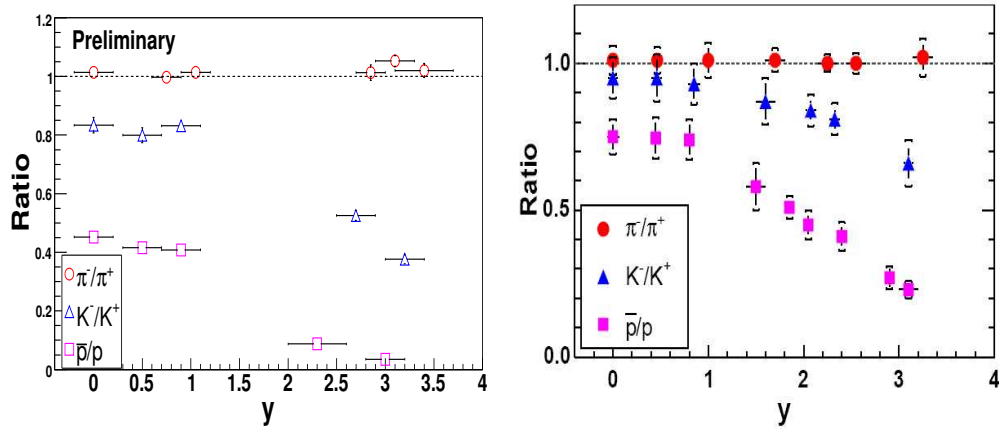 Preliminary
Ratio
1.2
1
0.8
0.6
0.4
0.2
0
π⁻/π⁺
K⁻/K⁺
p̅/p
0 0.5 1 1.5 2 2.5 3 3.5 4
y
Ratio
1.0
0.5
0.0
π⁻/π⁺
K⁻/K⁺
p̅/p
0 1 2 3 4
y